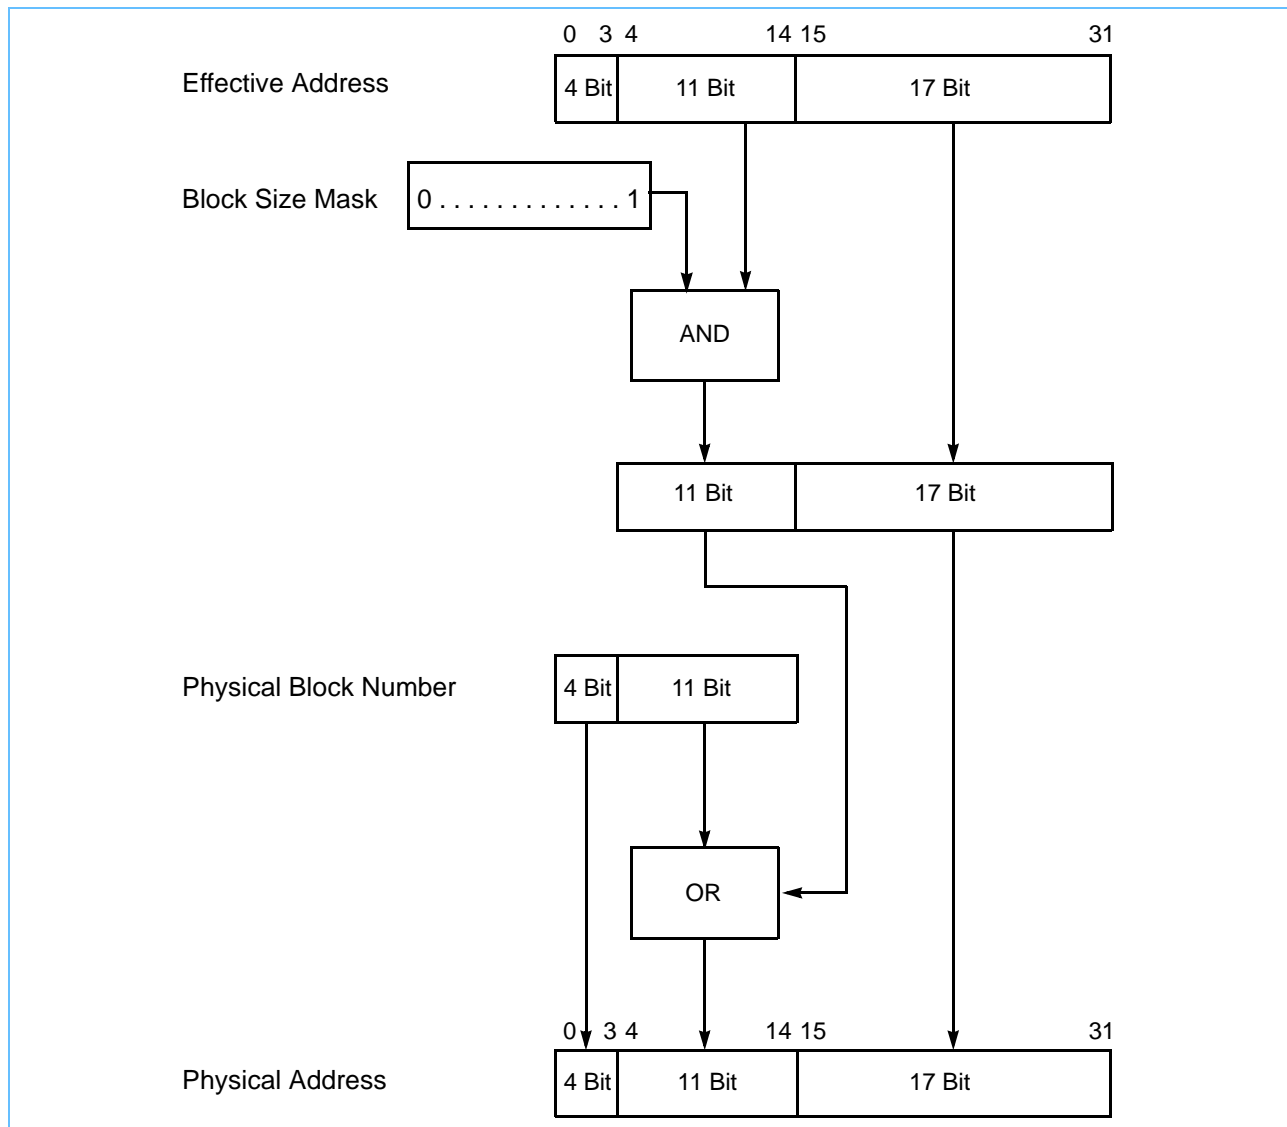 0 3 4 14 15 31
Effective Address 4 Bit 11 Bit 17 Bit
Block Size Mask 0 . . . . . . . . . . . . . 1
AND
11 Bit 17 Bit
Physical Block Number 4 Bit 11 Bit
OR
0 3 4 14 15 31
Physical Address 4 Bit 11 Bit 17 Bit